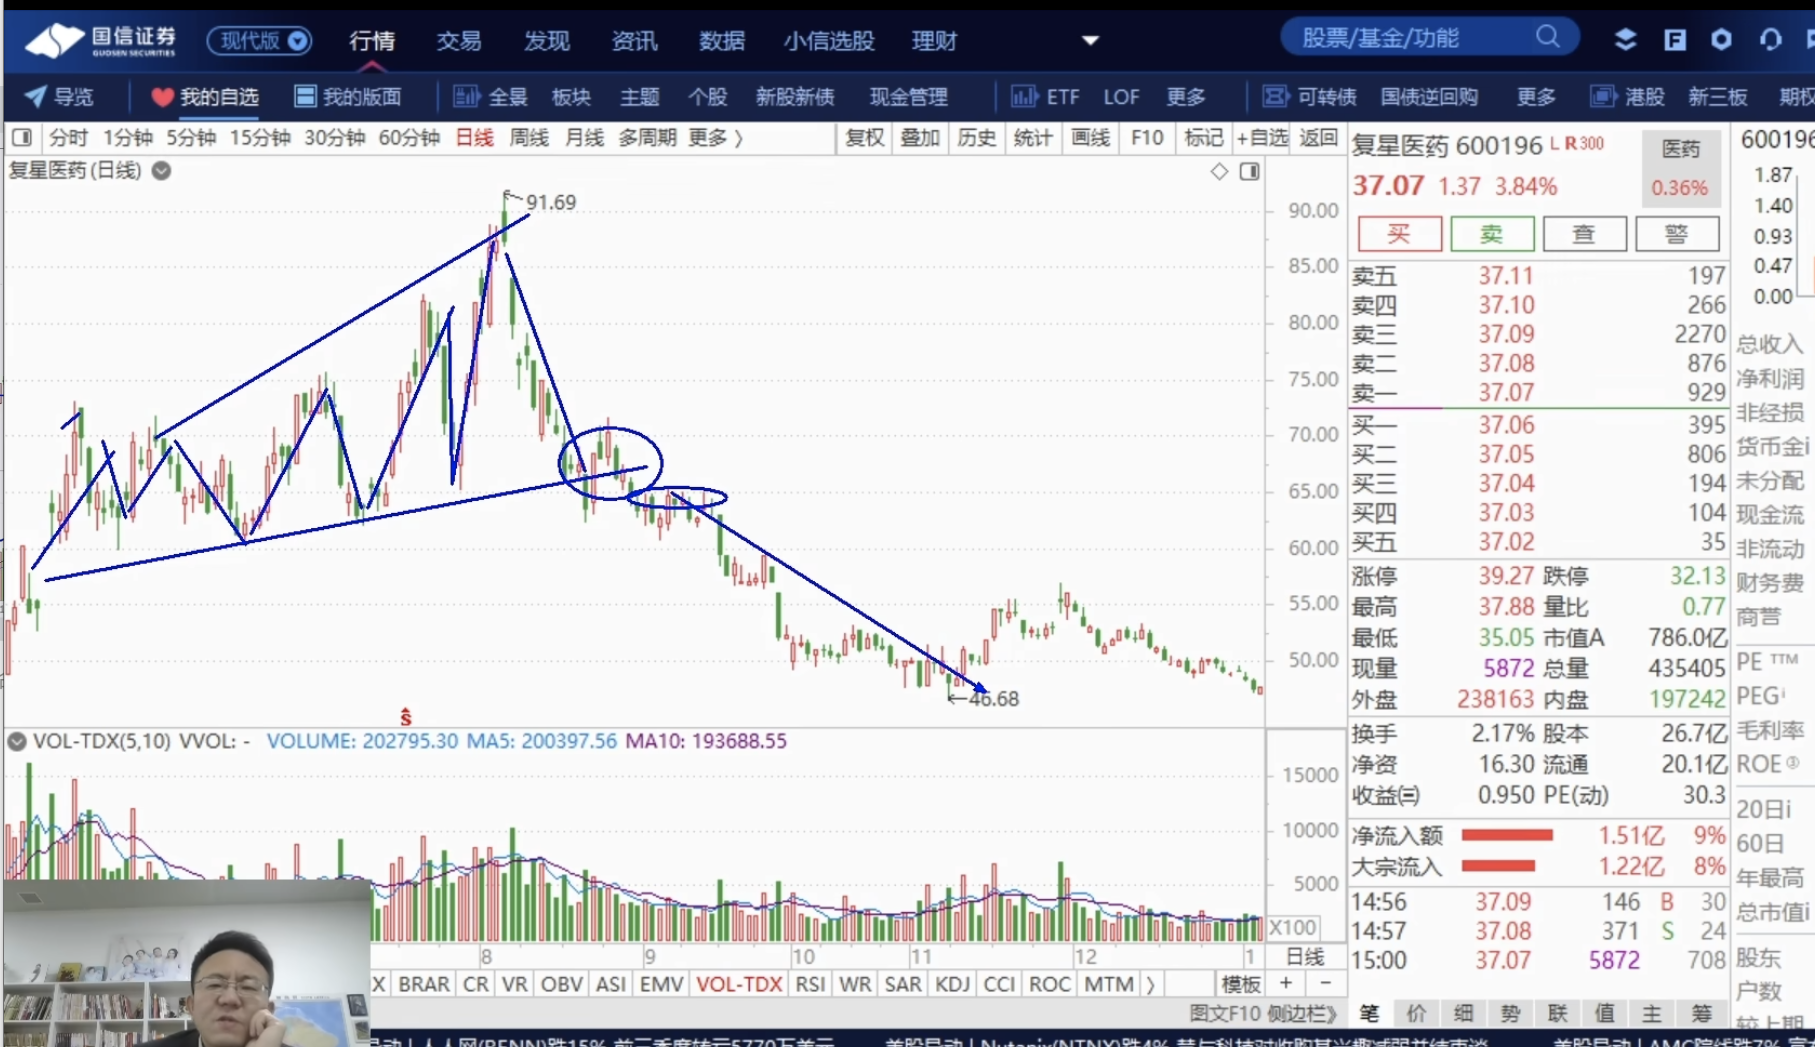 国信证券 现代版 行情 交易 发现 资讯 数据 小信选股 理财 股票/基金/功能
GUOSEN SECURITIES
导览 我的自选 我的版面 全景 板块 主题 个股 新股新债 现金管理 ETF LOF 更多 可转债 国债逆回购 更多 港股 新三板
分时 1分钟 5分钟 15分钟 30分钟 60分钟 日线 周线 月线 多周期 更多 〉 复权 叠加 历史 统计 画线 F10 标记 +自选 返回
复星医药(日线)
91.69
90.00
85.00
80.00
75.00
70.00
65.00
60.00
55.00
50.00
←46.68
S
VOL-TDX(5,10) VVOL: - VOLUME: 202795.30 MA5: 200397.56 MA10: 193688.55
15000
10000
5000
X100
8 9 10 11 12 1 日线
X BRAR CR VR OBV ASI EMV VOL-TDX RSI WR SAR KDJ CCI ROC MTM 〉 模板 + −
图文F10 侧边栏》
复星医药 600196 L R300
37.07 1.37 3.84%
医药
0.36%
买 卖 查 警
卖五 37.11 197
卖四 37.10 266
卖三 37.09 2270
卖二 37.08 876
卖一 37.07 929
买一 37.06 395
买二 37.05 806
买三 37.04 194
买四 37.03 104
买五 37.02 35
涨停 39.27 跌停 32.13
最高 37.88 量比 0.77
最低 35.05 市值A 786.0亿
现量 5872 总量 435405
外盘 238163 内盘 197242
换手 2.17% 股本 26.7亿
净资 16.30 流通 20.1亿
收益㈢ 0.950 PE(动) 30.3
净流入额 1.51亿 9%
大宗流入 1.22亿 8%
14:56 37.09 146 B 30
14:57 37.08 371 S 24
15:00 37.07 5872 708
笔 价 细 势 联 值 主 筹
600196
1.87
1.40
0.93
0.47
0.00
总收入
净利润
非经损
货币金i
未分配
现金流
非流动
财务费
商誉
PE TTM
PEG i
毛利率
ROE ③
20日i
60日
年最高
总市值i
股东
户数